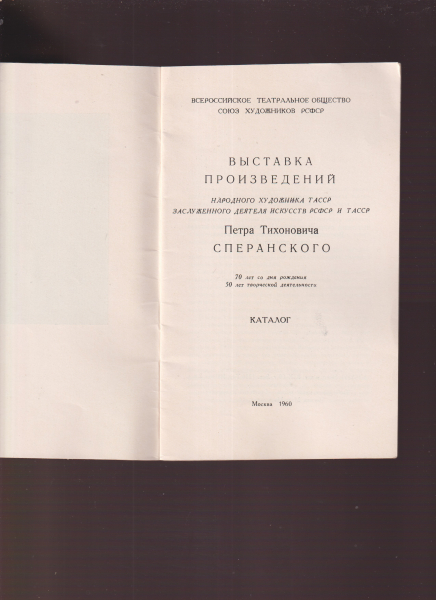 ВСЕРОССИЙСКОЕ ТЕАТРАЛЬНОЕ ОБЩЕСТВО
СОЮЗ ХУДОЖНИКОВ РСФСР
ВЫСТАВКА
ПРОИЗВЕДЕНИЙ
НАРОДНОГО ХУДОЖНИКА ТАССР
ЗАСЛУЖЕННОГО ДЕЯТЕЛЯ ИСКУССТВ РСФСР И ТАССР
Петра Тихоновича
СПЕРАНСКОГО
70 лет со дня рождения
50 лет творческой деятельности
КАТАЛОГ
Москва 1960